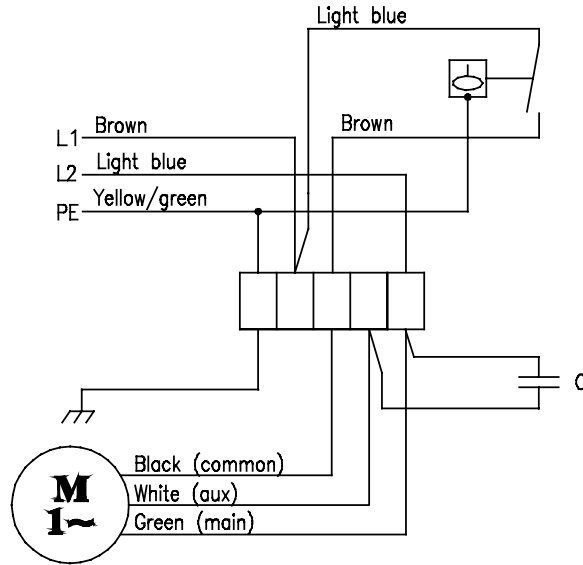 Light blue
L1 Brown
Brown
L2 Light blue
PE Yellow/green
C
Black (common)
M
White (aux)
1~
Green (main)